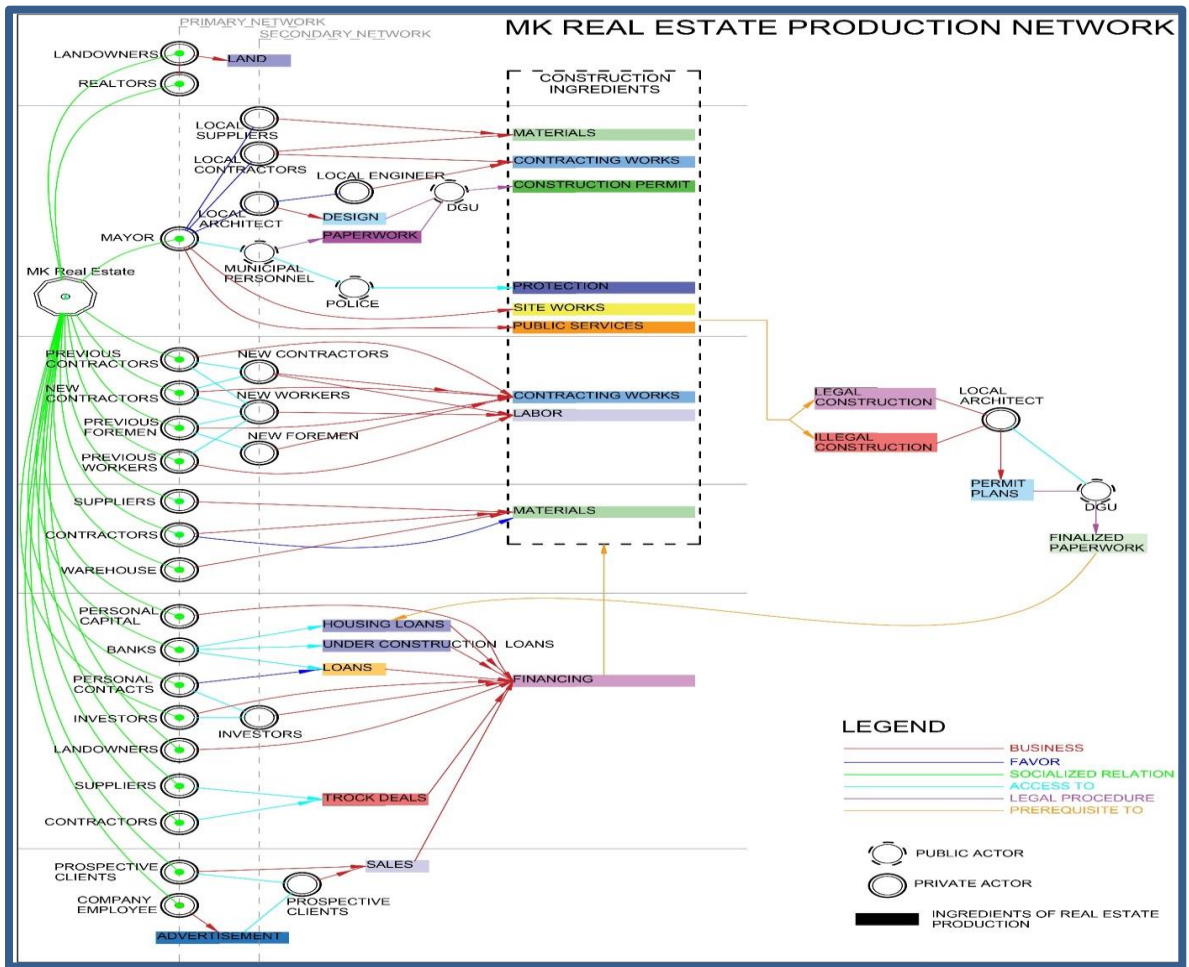 PRIMARY NETWORK
SECONDARY NETWORK
MK REAL ESTATE PRODUCTION NETWORK
LANDOWNERS
LAND
REALTORS
CONSTRUCTION
INGREDIENTS
LOCAL
SUPPLIERS
MATERIALS
LOCAL
CONTRACTORS
CONTRACTING WORKS
LOCAL ENGINEER
CONSTRUCTION PERMIT
DGU
LOCAL
ARCHITECT
DESIGN
PAPERWORK
MAYOR
MUNICIPAL
PERSONNEL
MK Real Estate
POLICE
PROTECTION
SITE WORKS
PUBLIC SERVICES
PREVIOUS
CONTRACTORS
NEW CONTRACTORS
NEW
CONTRACTORS
NEW WORKERS
CONTRACTING WORKS
LABOR
PREVIOUS
FOREMEN
NEW FOREMEN
PREVIOUS
WORKERS
LEGAL
CONSTRUCTION
LOCAL
ARCHITECT
ILLEGAL
CONSTRUCTION
PERMIT
PLANS
DGU
FINALIZED
PAPERWORK
SUPPLIERS
MATERIALS
CONTRACTORS
WAREHOUSE
PERSONAL
CAPITAL
HOUSING LOANS
BANKS
UNDER CONSTRUCTION LOANS
LOANS
PERSONAL
CONTACTS
FINANCING
INVESTORS
INVESTORS
LANDOWNERS
SUPPLIERS
TROCK DEALS
CONTRACTORS
PROSPECTIVE
CLIENTS
SALES
PROSPECTIVE
CLIENTS
COMPANY
EMPLOYEE
ADVERTISEMENT
LEGEND
BUSINESS
FAVOR
SOCIALIZED RELATION
ACCESS TO
LEGAL PROCEDURE
PREREQUISITE TO
PUBLIC ACTOR
PRIVATE ACTOR
INGREDIENTS OF REAL ESTATE
PRODUCTION